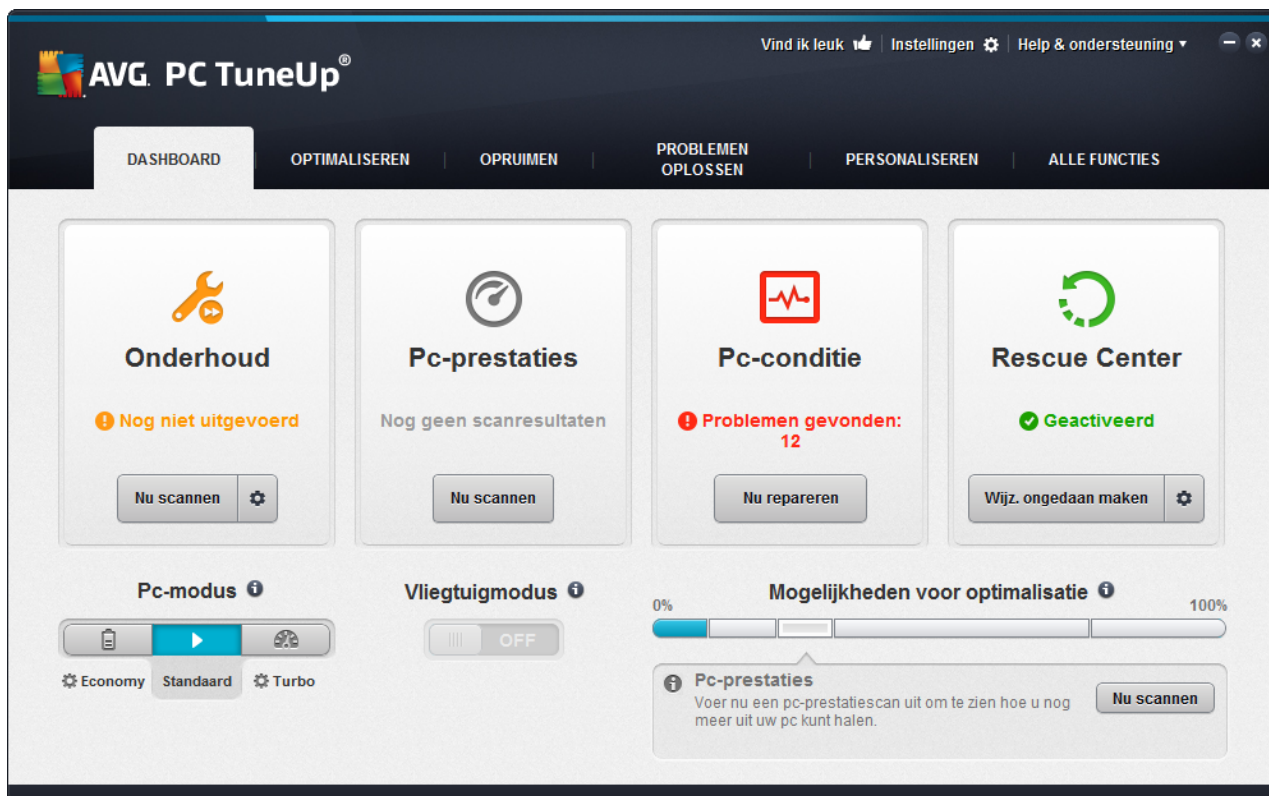 Vind ik leuk
Instellingen
Help & ondersteuning
AVG. PC TuneUp®
DASHBOARD
OPTIMALISEREN
OPRUIMEN
PROBLEMEN
OPLOSSEN
PERSONALISEREN
ALLE FUNCTIES
Onderhoud
Nog niet uitgevoerd
Nu scannen
Pc-prestaties
Nog geen scanresultaten
Nu scannen
Pc-conditie
Problemen gevonden:
12
Nu repareren
Rescue Center
Geactiveerd
Wijz. ongedaan maken
Pc-modus
Economy
Standaard
Turbo
Vliegtuigmodus
OFF
Mogelijkheden voor optimalisatie
0%
100%
Pc-prestaties
Voer nu een pc-prestatiescan uit om te zien hoe u nog
meer uit uw pc kunt halen.
Nu scannen